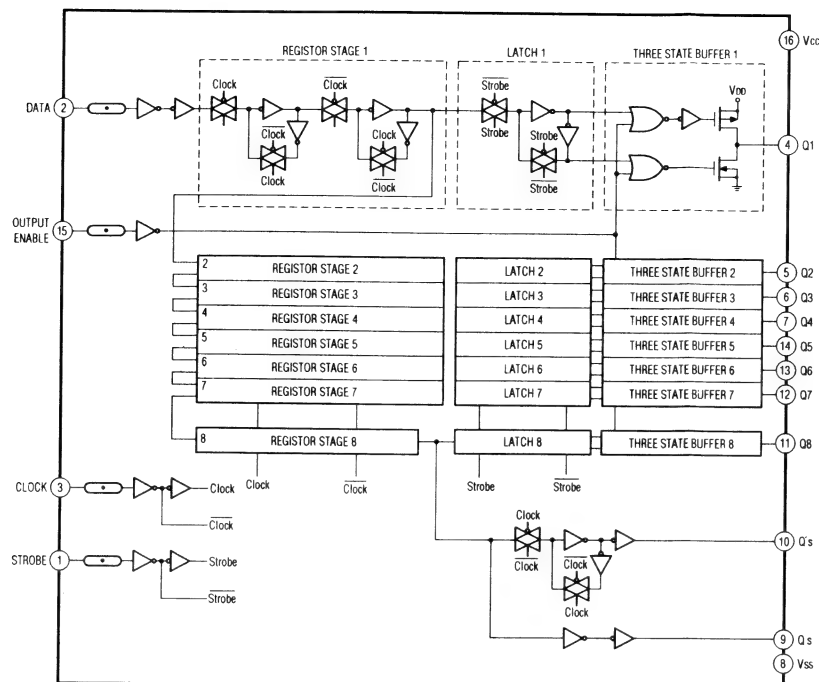 REGISTOR STAGE 1
LATCH 1
THREE STATE BUFFER 1
16 Vcc
DATA 2
Clock
Clock
Clock
Clock
Clock
Clock
Strobe
Strobe
Strobe
Strobe
VDD
4 Q1
OUTPUT ENABLE 15
2 REGISTOR STAGE 2
LATCH 2
THREE STATE BUFFER 2
5 Q2
3 REGISTOR STAGE 3
LATCH 3
THREE STATE BUFFER 3
6 Q3
4 REGISTOR STAGE 4
LATCH 4
THREE STATE BUFFER 4
7 Q4
5 REGISTOR STAGE 5
LATCH 5
THREE STATE BUFFER 5
14 Q5
6 REGISTOR STAGE 6
LATCH 6
THREE STATE BUFFER 6
13 Q6
7 REGISTOR STAGE 7
LATCH 7
THREE STATE BUFFER 7
12 Q7
8 REGISTOR STAGE 8
LATCH 8
THREE STATE BUFFER 8
11 Q8
Clock
Clock
Strobe
Strobe
CLOCK 3
Clock
Clock
STROBE 1
Strobe
Strobe
Clock
Clock
Clock
Clock
10 Q's
9 Qs
8 Vss